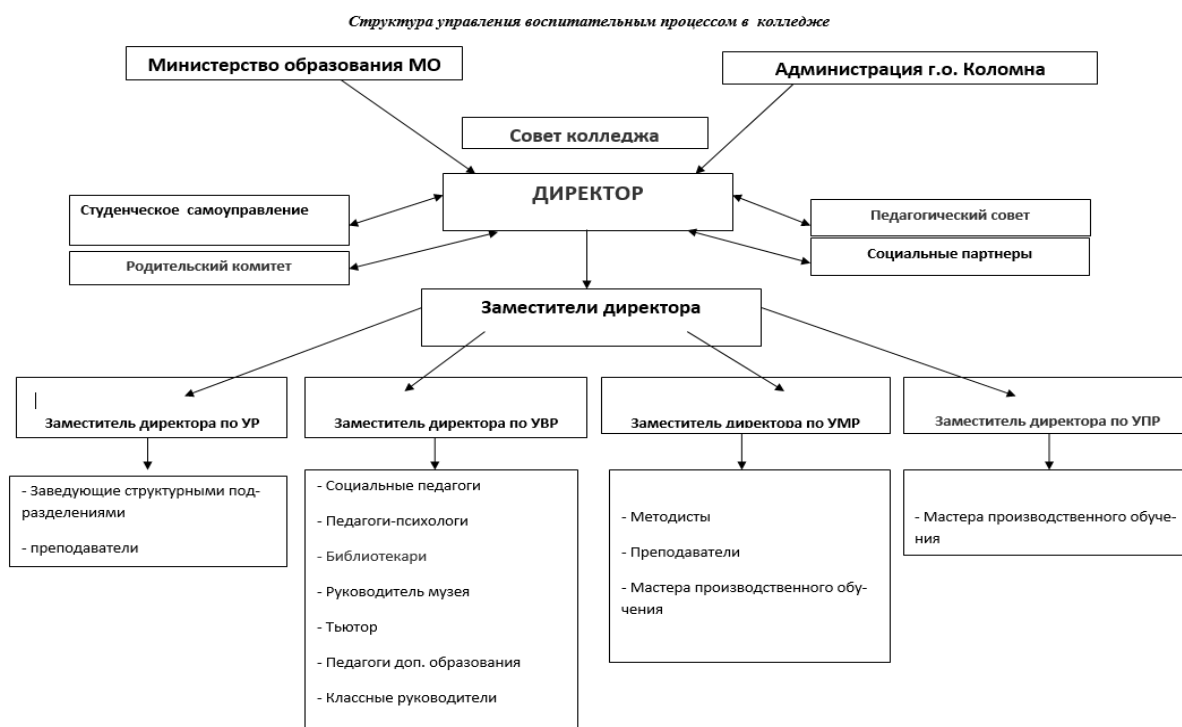 Структура управления воспитательным процессом в колледже
Министерство образования МО
Администрация г.о. Коломна
Совет колледжа
ДИРЕКТОР
Студенческое самоуправление
Педагогический совет
Родительский комитет
Социальные партнеры
Заместители директора
Заместитель директора по УР
Заместитель директора по УВР
Заместитель директора по УМР
Заместитель директора по УПР
- Заведующие структурными под-
разделениями
- преподаватели
- Социальные педагоги
- Педагоги-психологи
- Библиотекари
- Руководитель музея
- Тьютор
- Педагоги доп. образования
- Классные руководители
- Методисты
- Преподаватели
- Мастера производственного обу-
чения
- Мастера производственного обуче-
ния